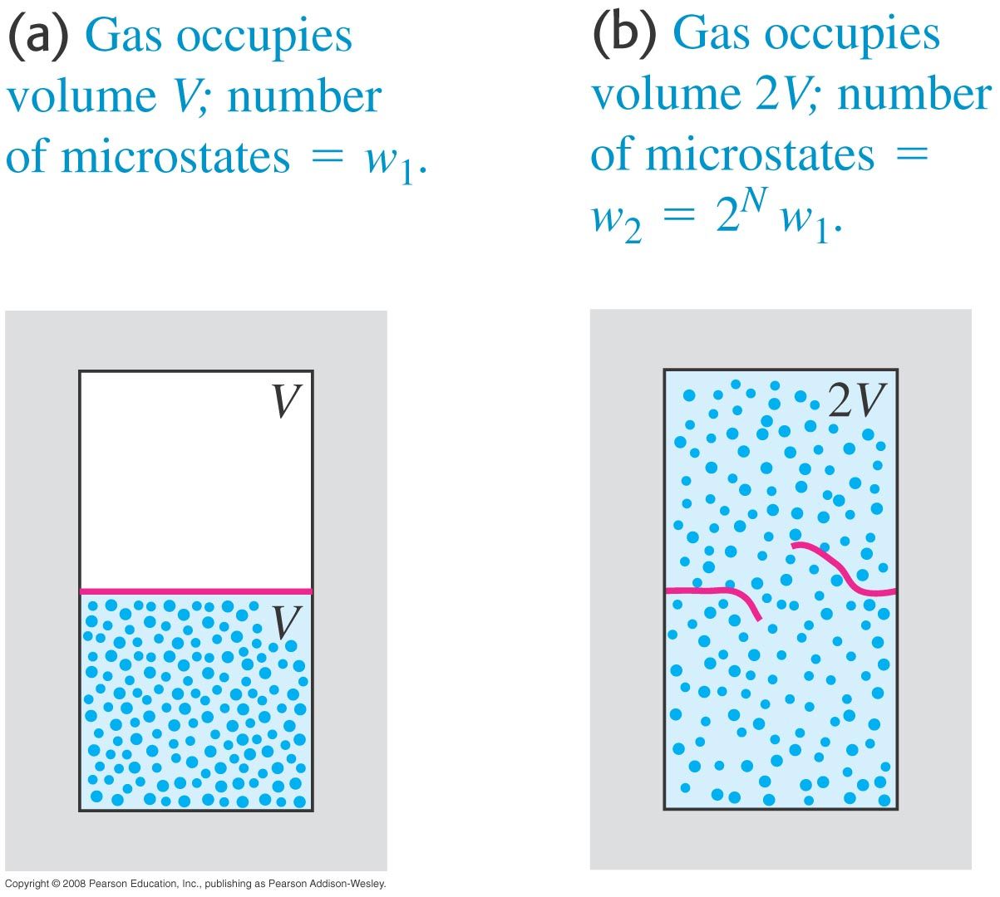 (a) Gas occupies
volume V; number
of microstates = w₁.
(b) Gas occupies
volume 2V; number
of microstates =
w₂ = 2ᴺ w₁.
V
V
2V
Copyright © 2008 Pearson Education, Inc., publishing as Pearson Addison-Wesley.